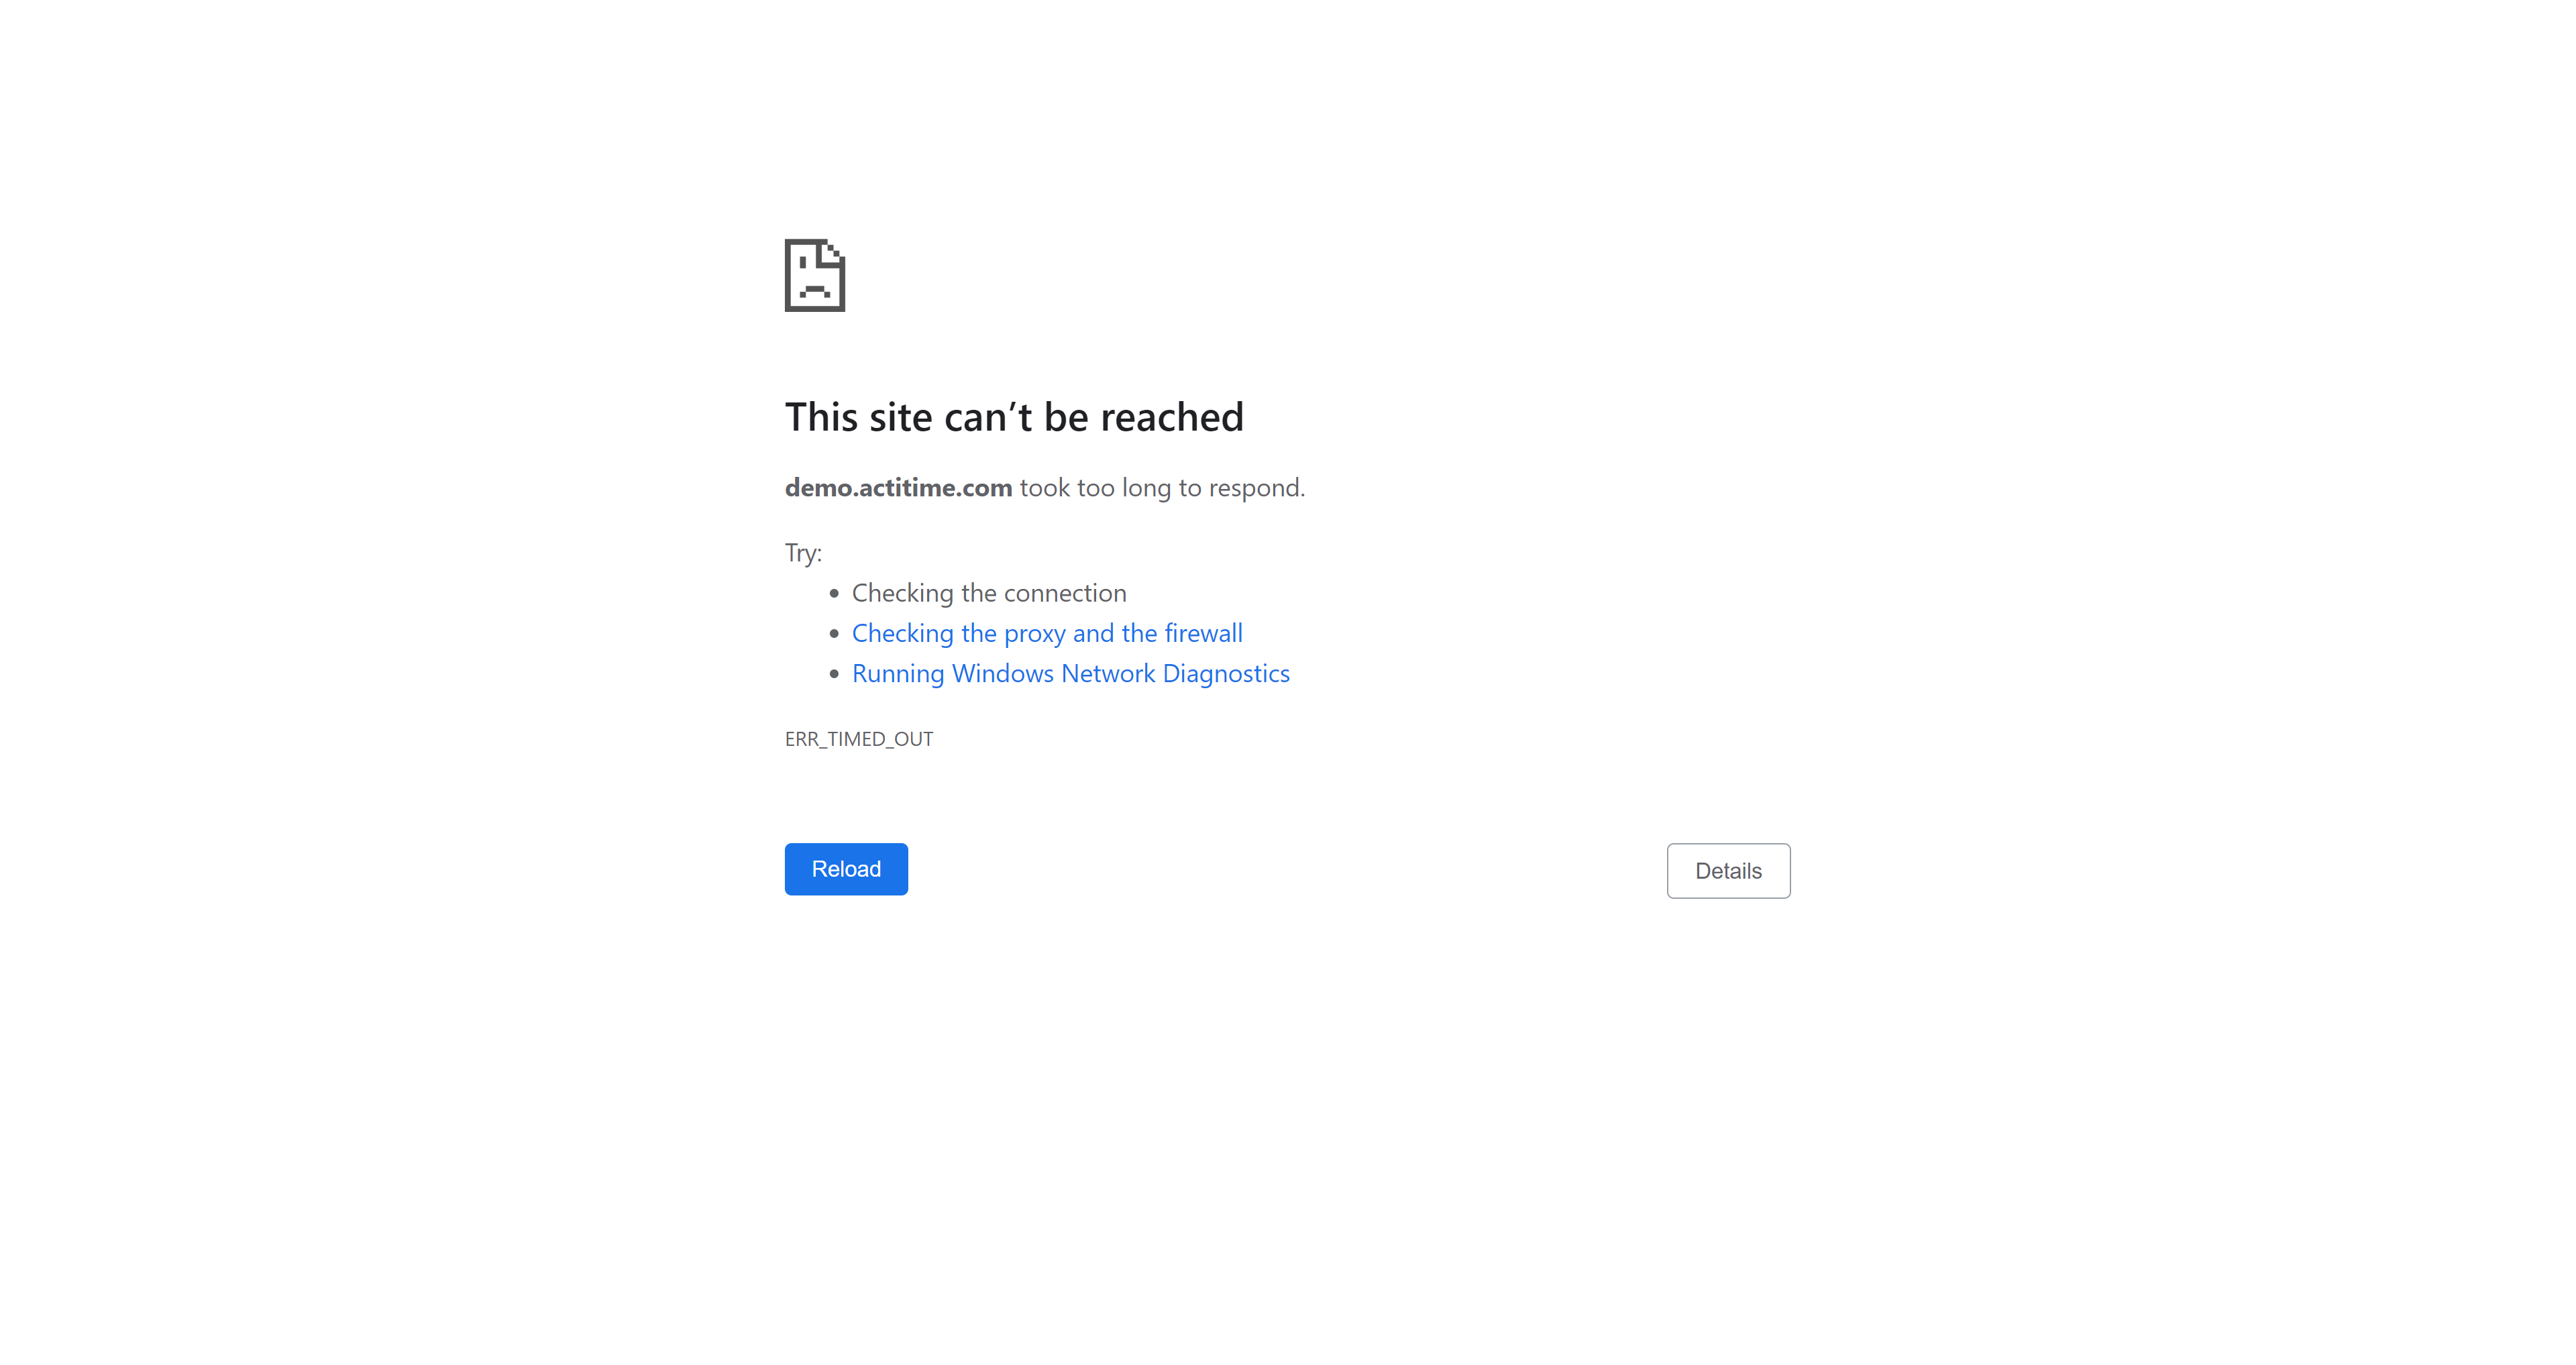 This site can’t be reached
demo.actitime.com took too long to respond.
Try:
• Checking the connection
• Checking the proxy and the firewall
• Running Windows Network Diagnostics
ERR_TIMED_OUT
Reload
Details